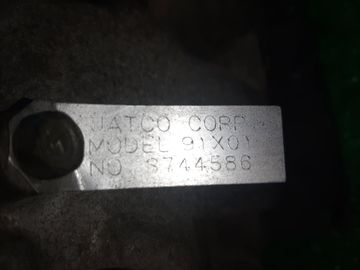 JATCO CORP
MODEL 91X01
NO 8744586